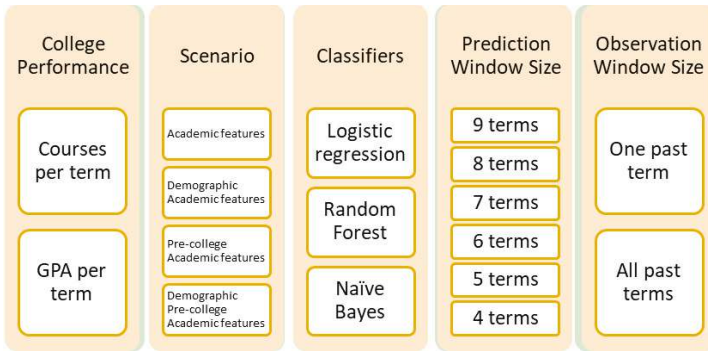 College
Performance
Courses
per term
GPA per
term
Scenario
Academic features
Demographic
Academic features
Pre-college
Academic features
Demographic
Pre-college
Academic features
Classifiers
Logistic
regression
Random
Forest
Naïve
Bayes
Prediction
Window Size
9 terms
8 terms
7 terms
6 terms
5 terms
4 terms
Observation
Window Size
One past
term
All past
terms